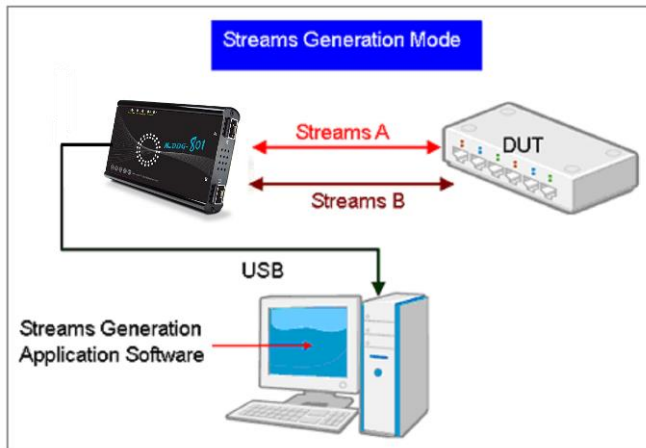 Streams Generation Mode
Streams A
DUT
Streams B
USB
Streams Generation
Application Software